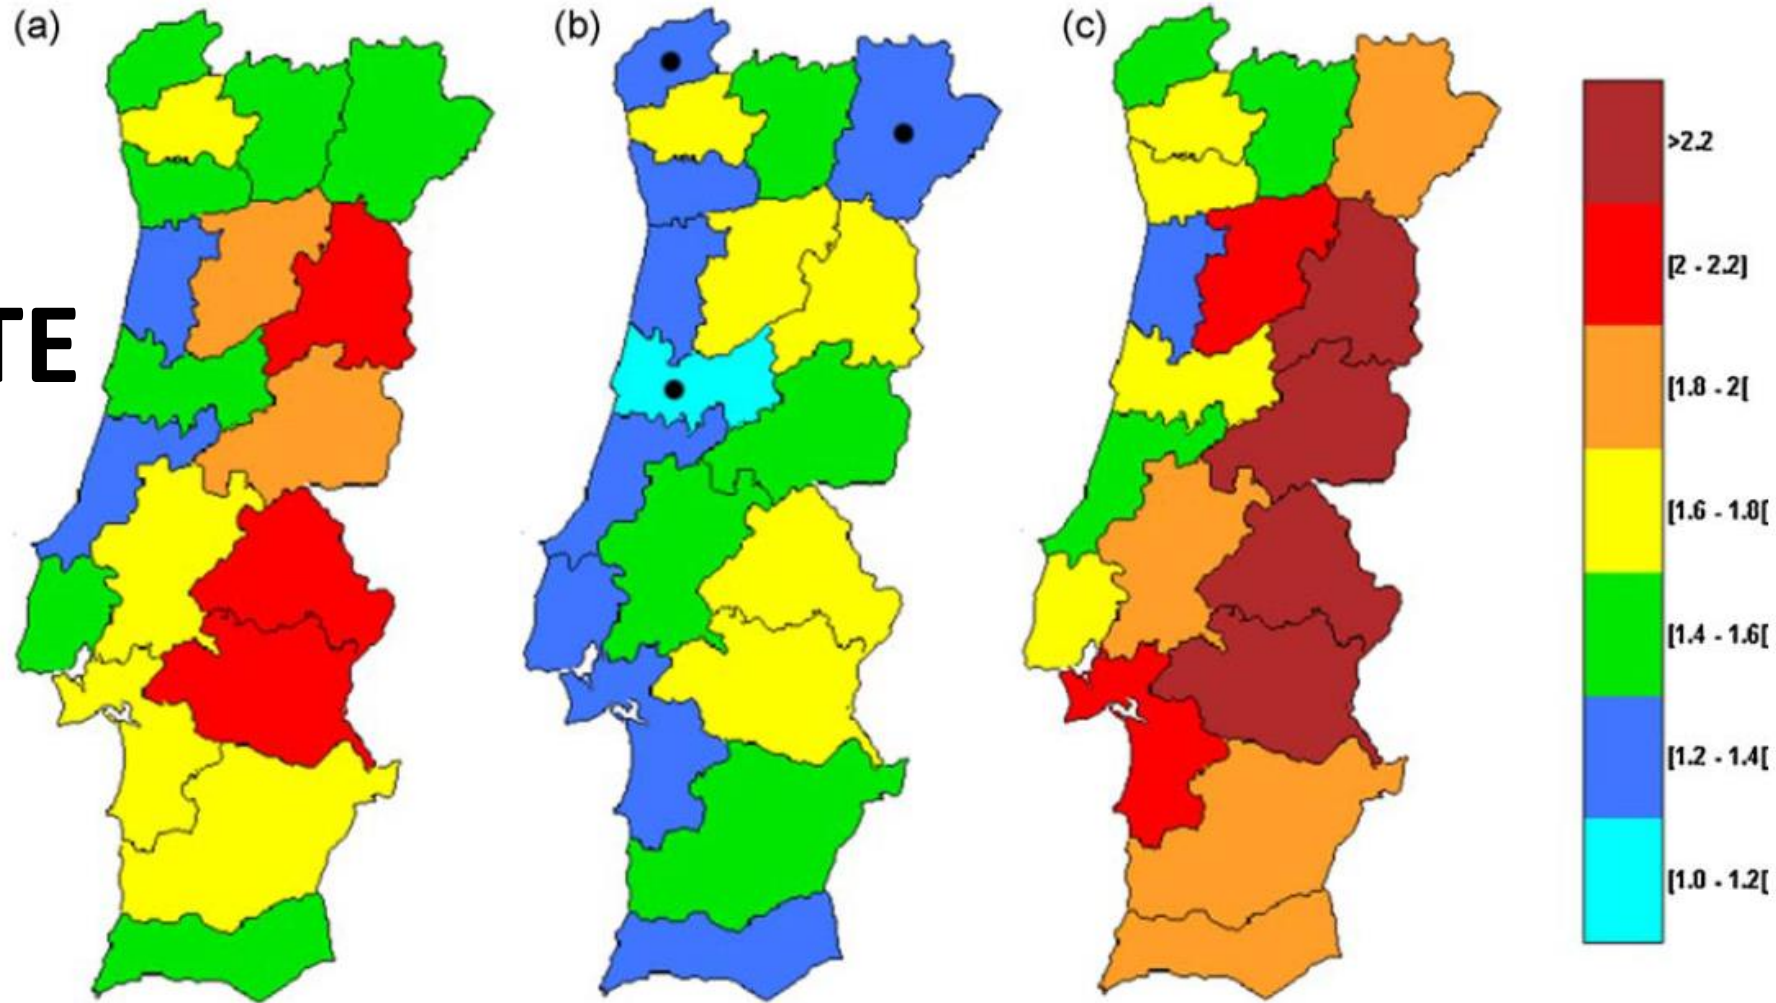 (a)
(b)
(c)
TE
>2.2
[2 - 2.2]
[1.8 - 2[
[1.6 - 1.8[
[1.4 - 1.6[
[1.2 - 1.4[
[1.0 - 1.2[